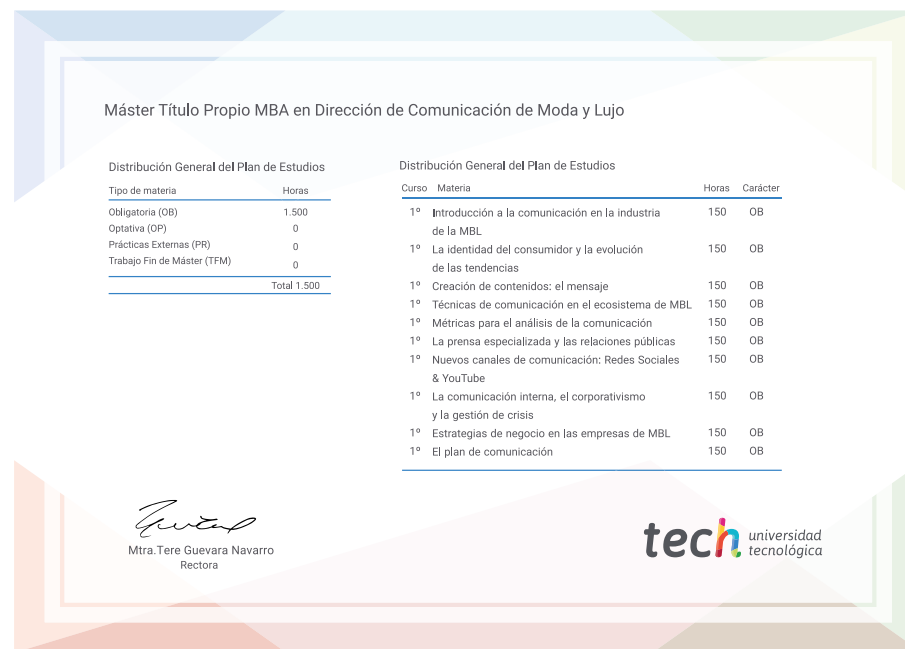 Máster Título Propio MBA en Dirección de Comunicación de Moda y Lujo
Distribución General del Plan de Estudios
Tipo de materia Horas
Obligatoria (OB) 1.500
Optativa (OP) 0
Prácticas Externas (PR) 0
Trabajo Fin de Máster (TFM) 0
Total 1.500
Distribución General del Plan de Estudios
Curso Materia Horas Carácter
1º Introducción a la comunicación en la industria 150 OB
de la MBL
1º La identidad del consumidor y la evolución 150 OB
de las tendencias
1º Creación de contenidos: el mensaje 150 OB
1º Técnicas de comunicación en el ecosistema de MBL 150 OB
1º Métricas para el análisis de la comunicación 150 OB
1º La prensa especializada y las relaciones públicas 150 OB
1º Nuevos canales de comunicación: Redes Sociales 150 OB
& YouTube
1º La comunicación interna, el corporativismo 150 OB
y la gestión de crisis
1º Estrategias de negocio en las empresas de MBL 150 OB
1º El plan de comunicación 150 OB
Mtra.Tere Guevara Navarro
Rectora
tech universidad
tecnológica